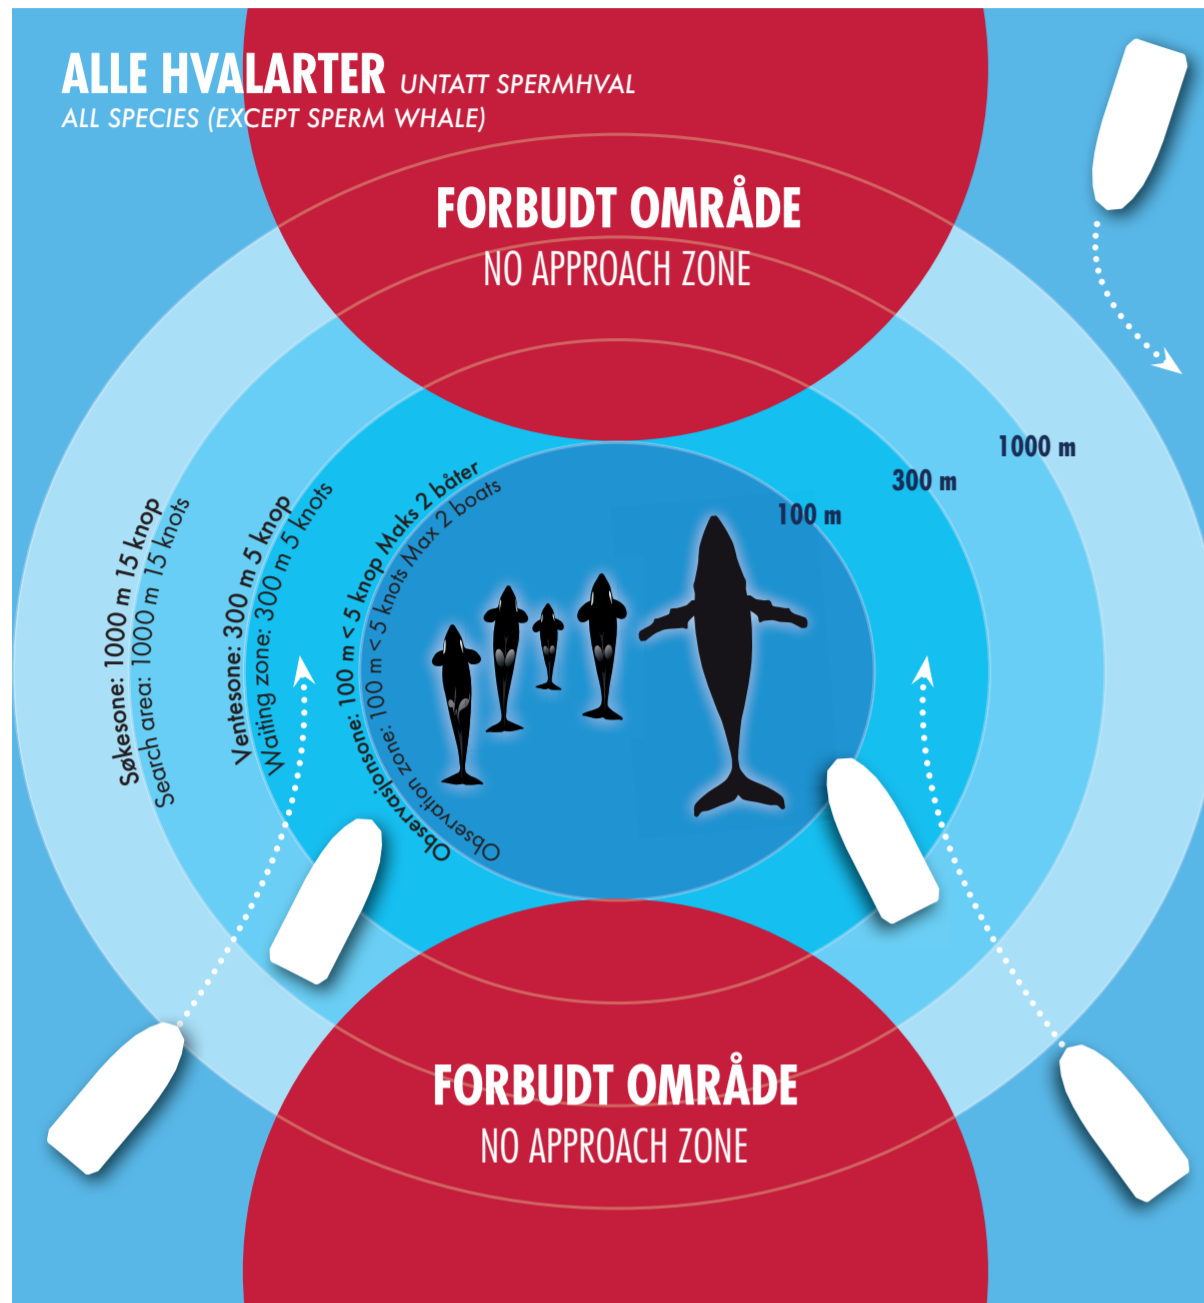 ALLE HVALARTER UNTATT SPERMHVAL
ALL SPECIES (EXCEPT SPERM WHALE)
FORBUDT OMRÅDE
NO APPROACH ZONE
1000 m
300 m
100 m
Søkesone: 1000 m 15 knop
Search area: 1000 m 15 knots
Ventesone: 300 m 5 knop
Waiting zone: 300 m 5 knots
Observasjonsone: 100 m < 5 knop Maks 2 båter
Observation zone: 100 m < 5 knots Max 2 boats
FORBUDT OMRÅDE
NO APPROACH ZONE